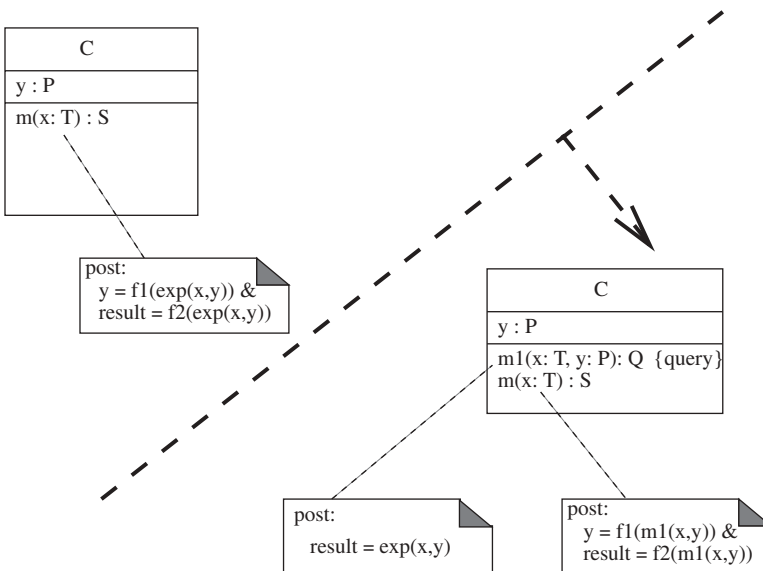 C
y : P
m(x: T) : S
post:
y = f1(exp(x,y)) &
result = f2(exp(x,y))
C
y : P
m1(x: T, y: P): Q {query}
m(x: T) : S
post:
result = exp(x,y)
post:
y = f1(m1(x,y)) &
result = f2(m1(x,y))